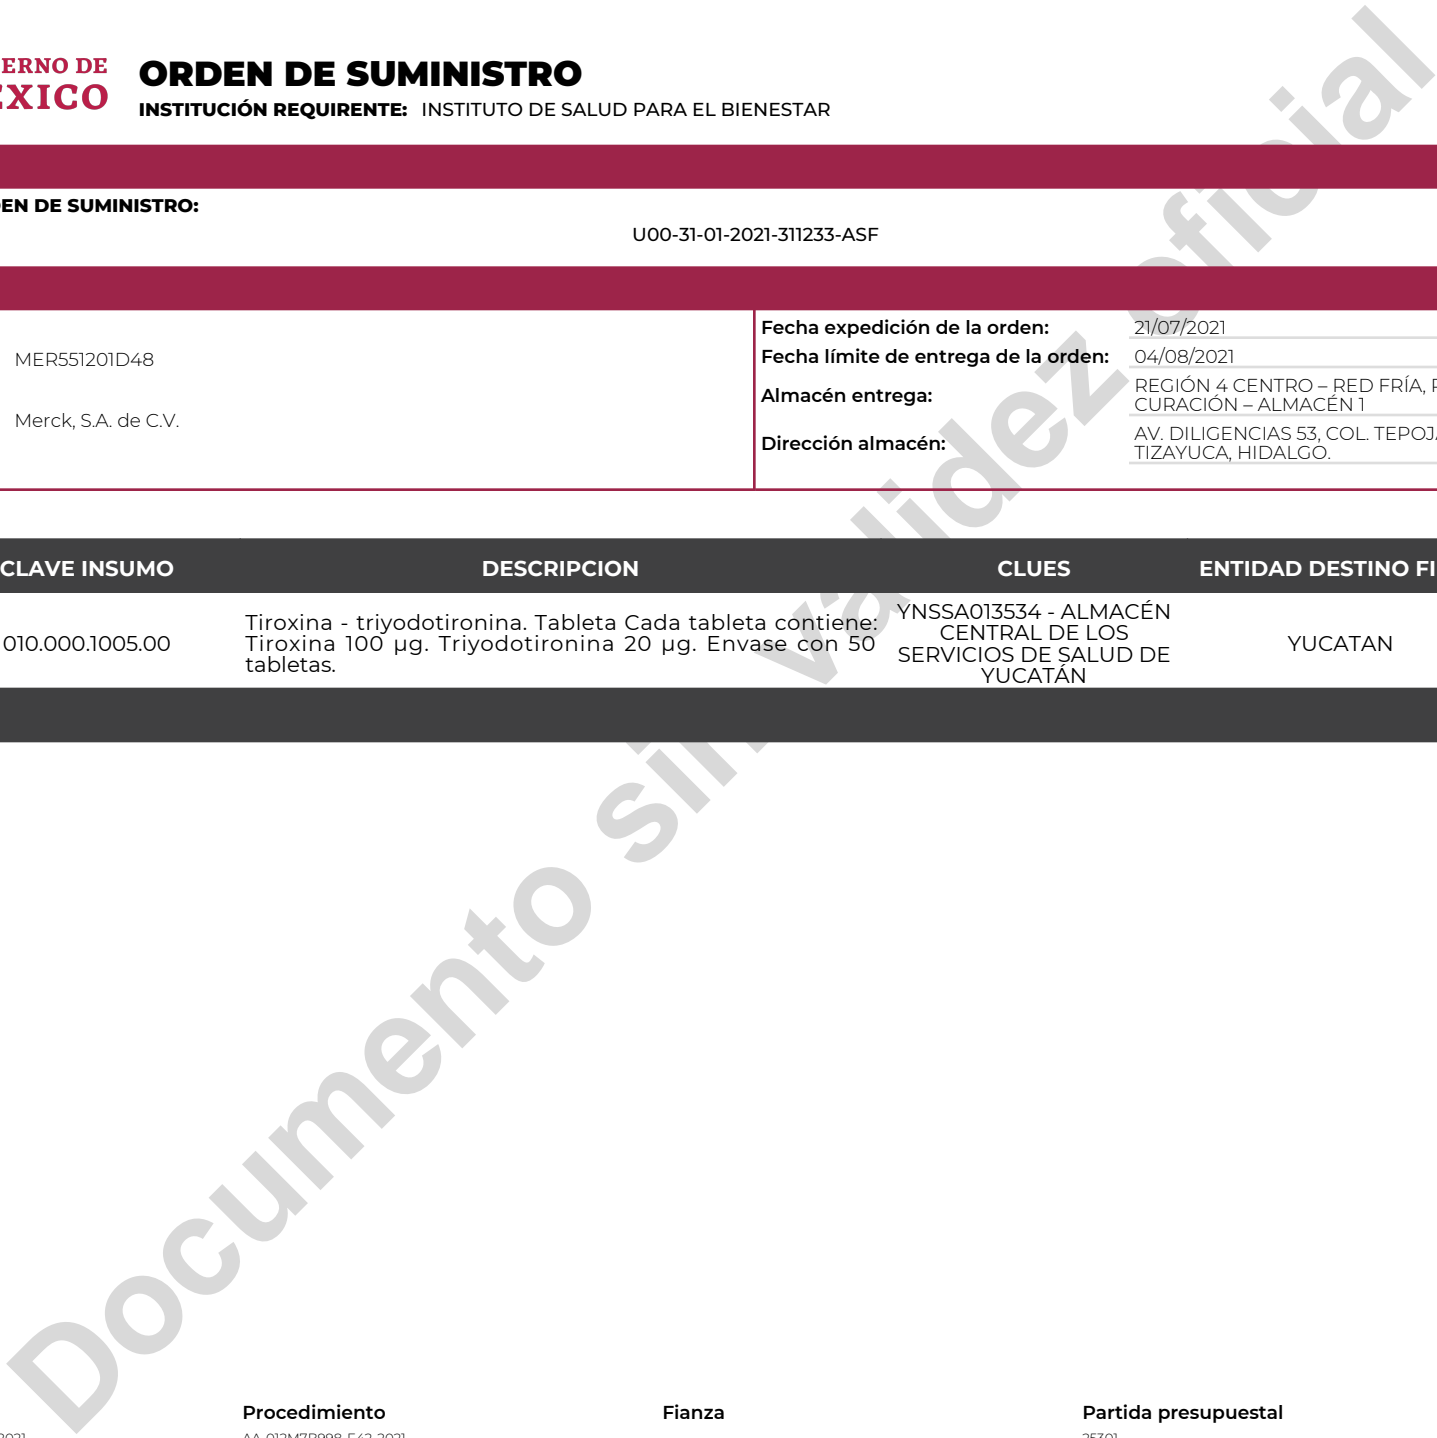 ERNO DE
ORDEN DE SUMINISTRO
INSTITUCIÓN REQUIRENTE: INSTITUTO DE SALUD PARA EL BIENESTAR
EN DE SUMINISTRO:
U00-31-01-2021-311233-ASF
MER551201D48
Merck, S.A. de C.V.
Fecha expedición de la orden: 21/07/2021
Fecha límite de entrega de la orden: 04/08/2021
Almacén entrega: REGIÓN 4 CENTRO – RED FRÍA,
CURACIÓN – ALMACÉN 1
Dirección almacén: AV. DILIGENCIAS 53, COL. TEPOJ
TIZAYUCA, HIDALGO.
CLAVE INSUMO DESCRIPCION CLUES ENTIDAD DESTINO FI
010.000.1005.00
Tiroxina - triyodotironina. Tableta Cada tableta contiene:
Tiroxina 100 µg. Triyodotironina 20 µg. Envase con 50
tabletas.
YNSSA013534 - ALMACÉN
CENTRAL DE LOS
SERVICIOS DE SALUD DE
YUCATÁN
YUCATAN
Documento sin validez oficial
Procedimiento Fianza Partida presupuestal